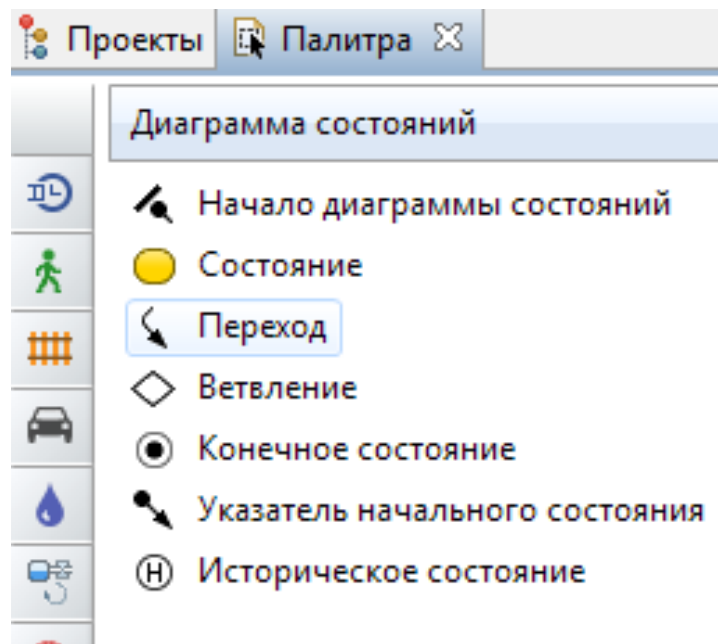 Проекты Палитра
Диаграмма состояний
Начало диаграммы состояний
Состояние
Переход
Ветвление
Конечное состояние
Указатель начального состояния
H Историческое состояние